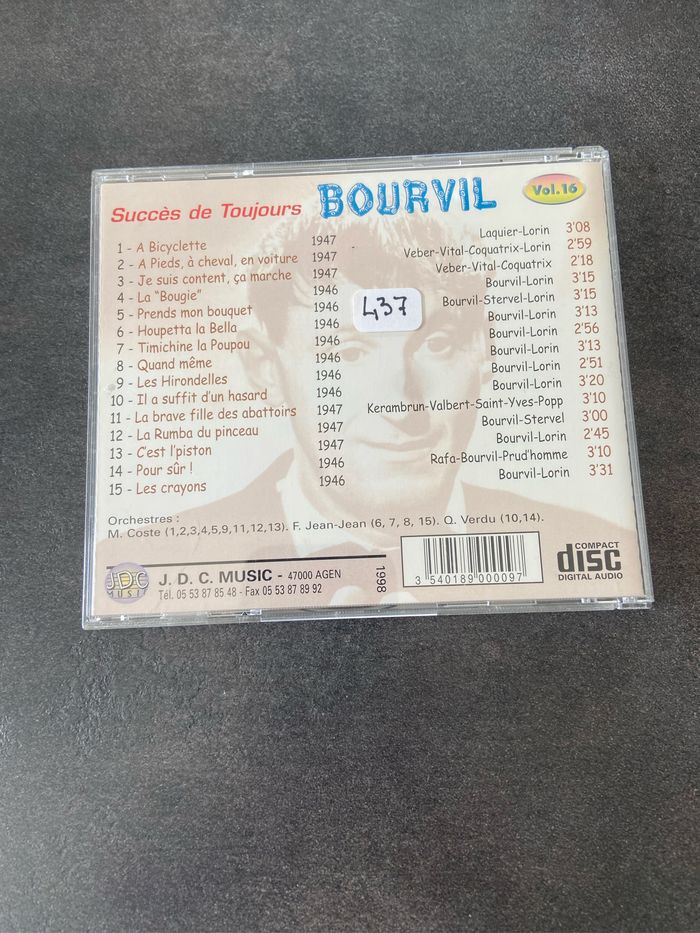 Succès de Toujours BOURVIL Vol.16
1 - A Bicyclette 1947 Laquier-Lorin 3'08
2 - A Pieds, à cheval, en voiture 1947 Veber-Vital-Coquatrix-Lorin 2'59
3 - Je suis content, ça marche 1947 Veber-Vital-Coquatrix 2'18
4 - La "Bougie" 1946 Bourvil-Lorin 3'15
5 - Prends mon bouquet 1946 Bourvil-Stervel-Lorin 3'15
6 - Houpetta la Bella 1946 Bourvil-Lorin 3'13
7 - Timichine la Poupou 1946 Bourvil-Lorin 2'56
8 - Quand même 1946 Bourvil-Lorin 3'13
9 - Les Hirondelles 1946 Bourvil-Lorin 2'51
10 - Il a suffit d'un hasard 1946 Bourvil-Lorin 3'20
11 - La brave fille des abattoirs 1947 Kerambrun-Valbert-Saint-Yves-Popp 3'10
12 - La Rumba du pinceau 1947 Bourvil-Stervel 3'00
13 - C'est l'piston 1947 Bourvil-Lorin 2'45
14 - Pour sûr ! 1946 Rafa-Bourvil-Prud'homme 3'10
15 - Les crayons 1946 Bourvil-Lorin 3'31
437
Orchestres :
M. Coste (1,2,3,4,5,9,11,12,13). F. Jean-Jean (6, 7, 8, 15). Q. Verdu (10,14).
JDC MUSIC
J. D. C. MUSIC - 47000 AGEN
Tél. 05 53 87 85 48 - Fax 05 53 87 89 92
1998
3 540189 000097
COMPACT
disc
DIGITAL AUDIO